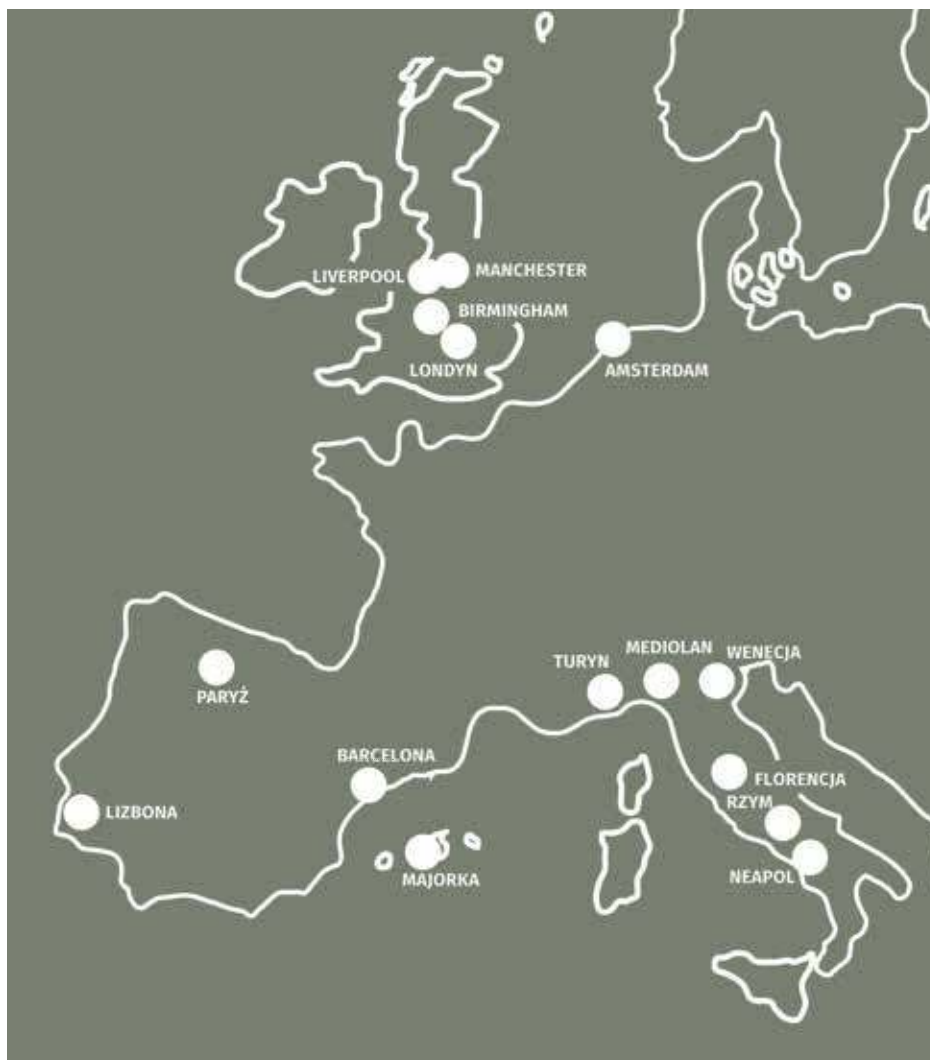 LIVERPOOL
MANCHESTER
BIRMINGHAM
LONDYN
AMSTERDAM
TURYN
MEDIOLAN
WENECJA
PARYŻ
BARCELONA
LIZBONA
FLORENCJA
RZYM
MAJORKA
NEAPOL